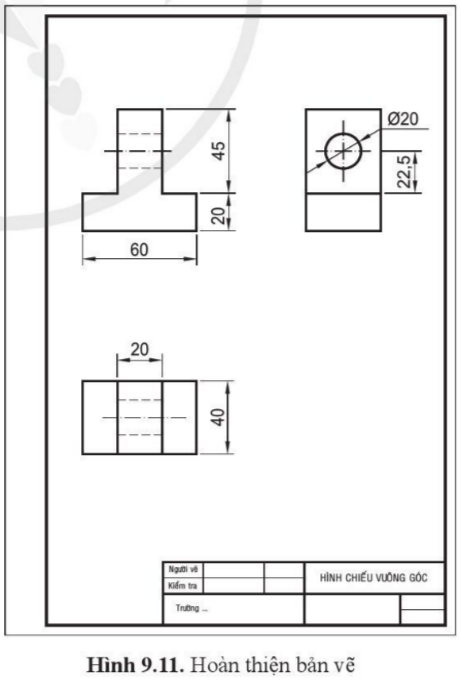 Ø20
45
22,5
20
60
20
40
Người vẽ
Kiểm tra
HÌNH CHIẾU VUÔNG GÓC
Trường ...
Hình 9.11. Hoàn thiện bản vẽ